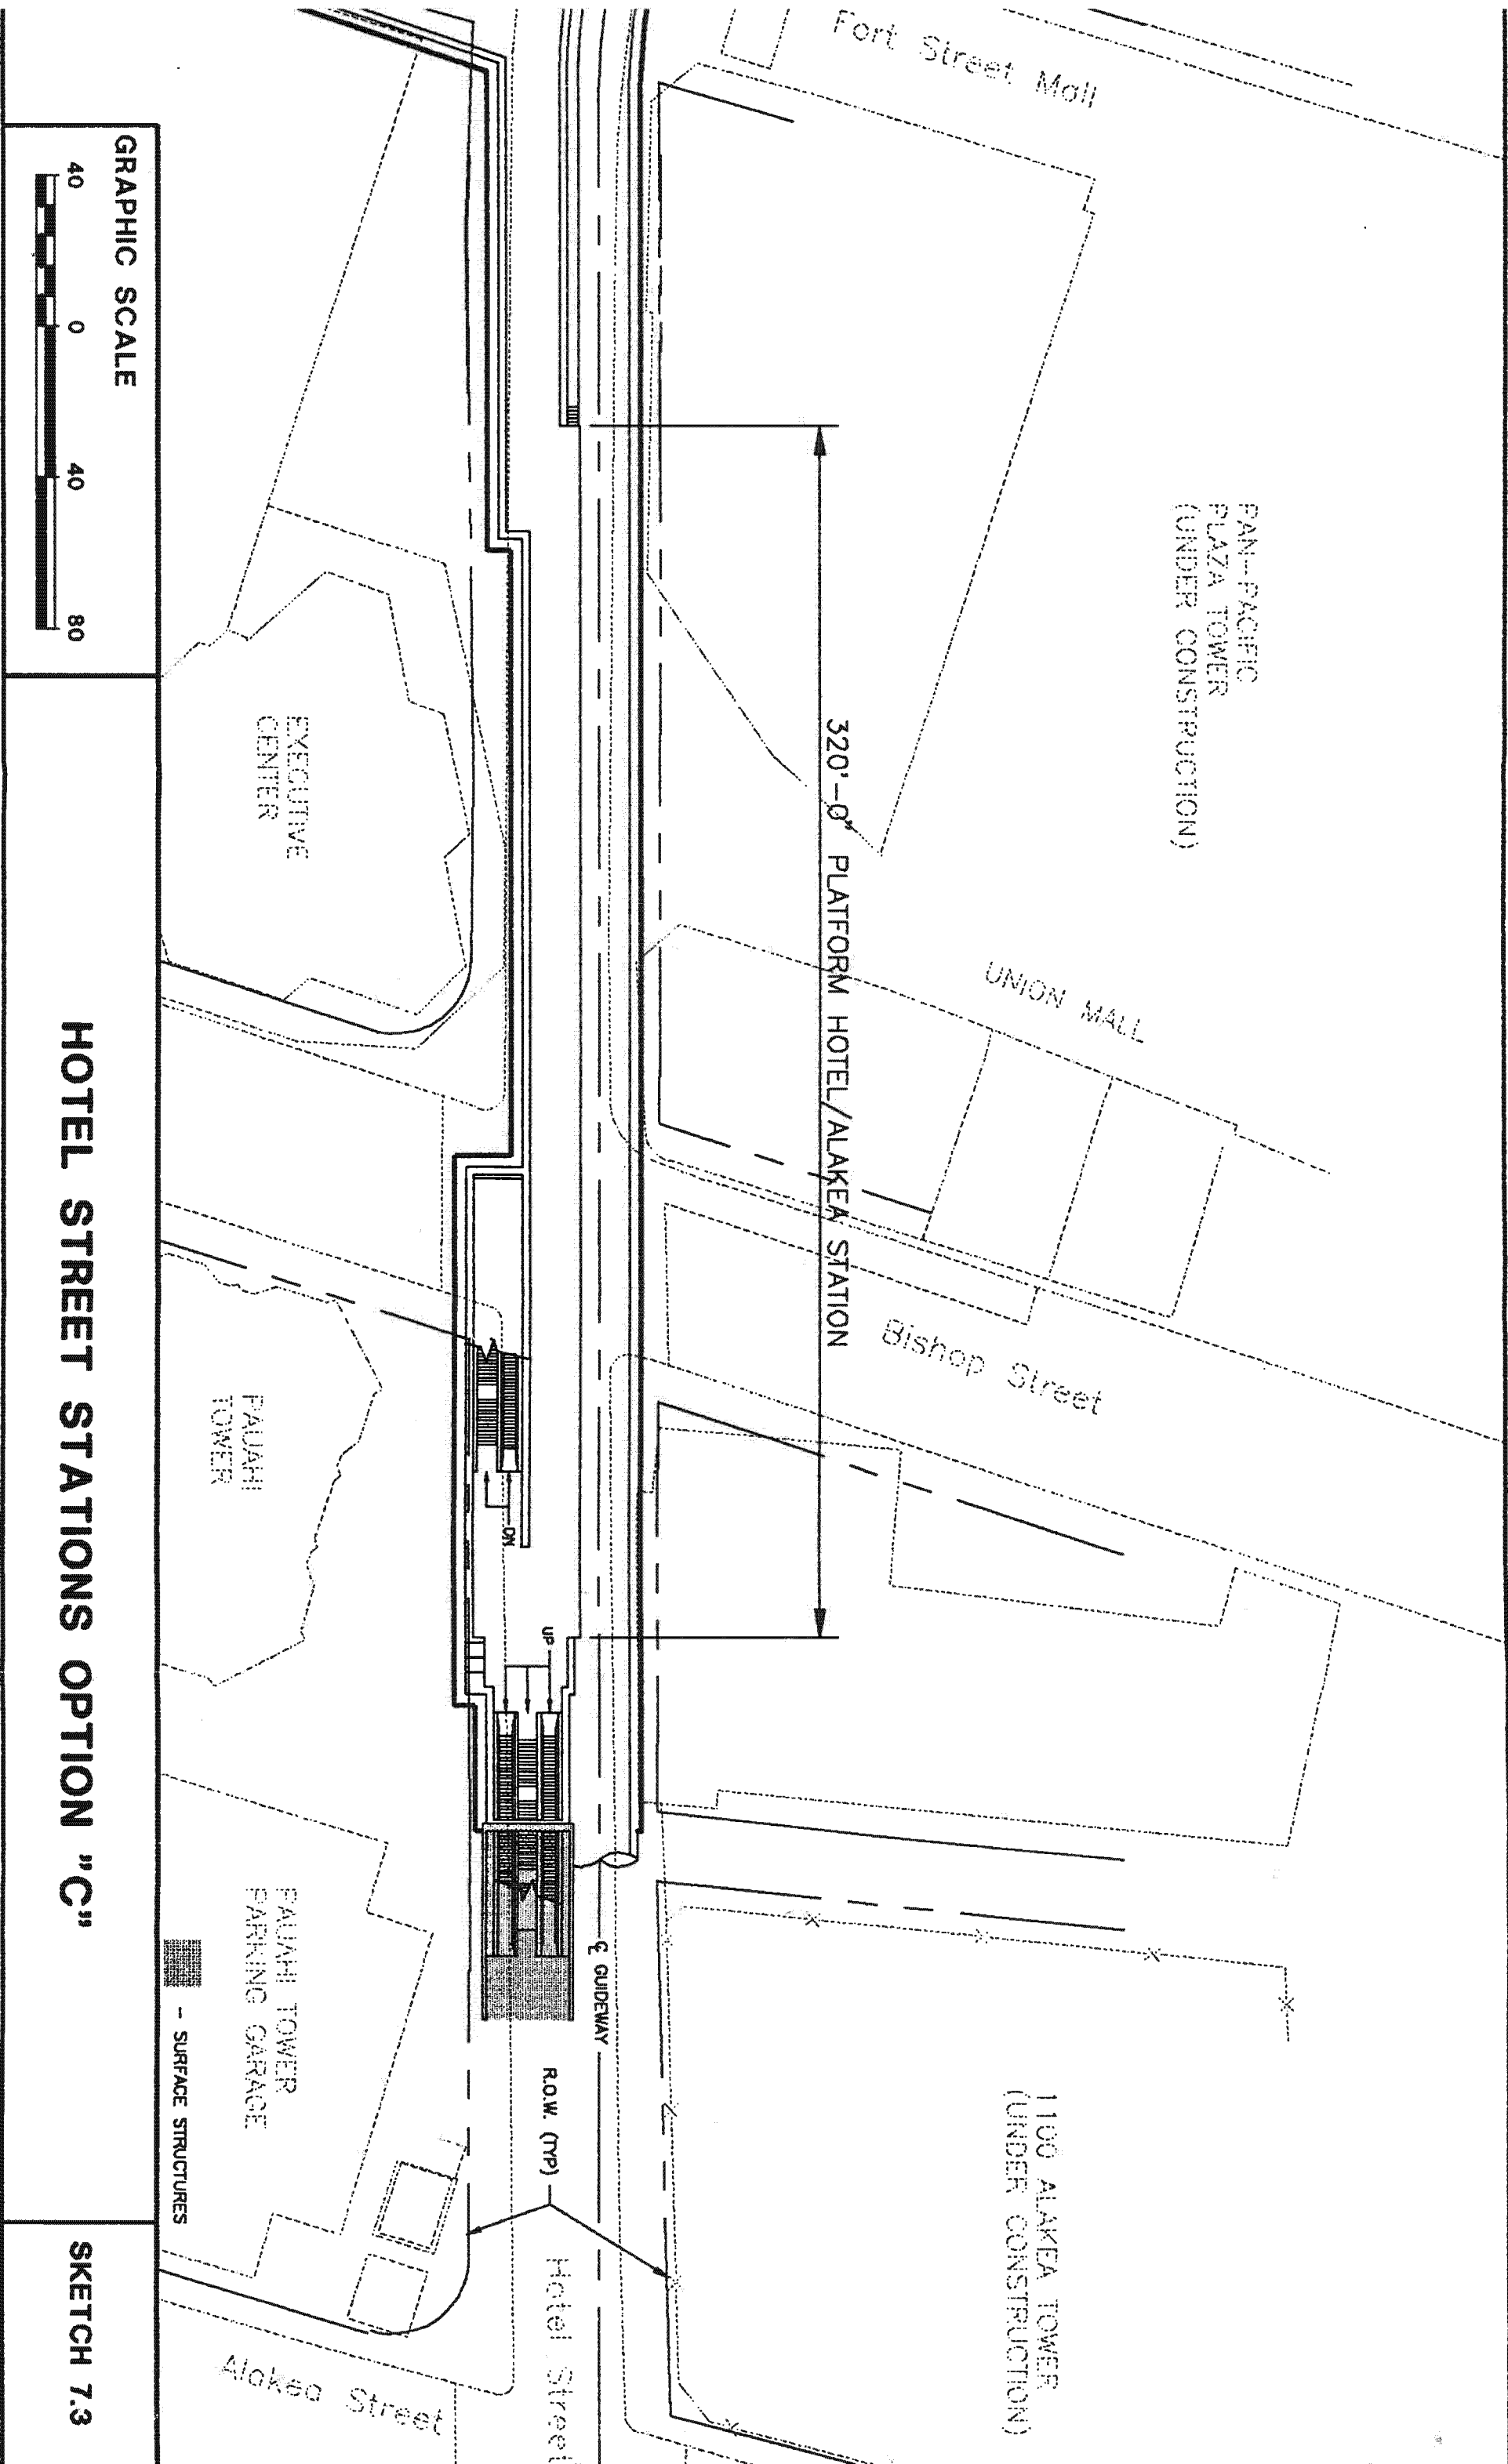 Fort Street Mall
PAN-PACIFIC
PLAZA TOWER
(UNDER CONSTRUCTION)
UNION MALL
Bishop Street
1100 ALAKEA TOWER
(UNDER CONSTRUCTION)
320'-0" PLATFORM HOTEL/ALAKEA STATION
DN
UP
℄ GUIDEWAY
R.O.W. (TYP)
Hotel Street
EXECUTIVE
CENTER
PAUAHI
TOWER
PAUAHI TOWER
PARKING GARAGE
Alakea Street
- SURFACE STRUCTURES
GRAPHIC SCALE
40 0 40 80
HOTEL STREET STATIONS OPTION "C"
SKETCH 7.3